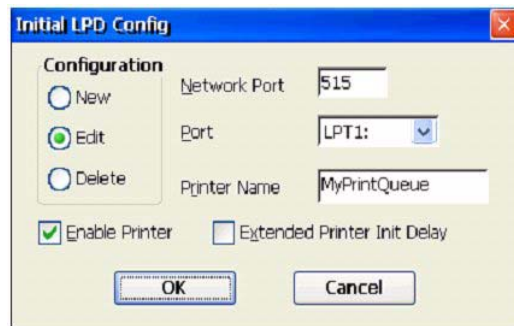 Initial LPD Config
Configuration
New
Edit
Delete
Network Port 515
Port LPT1:
Printer Name MyPrintQueue
Enable Printer Extended Printer Init Delay
OK Cancel